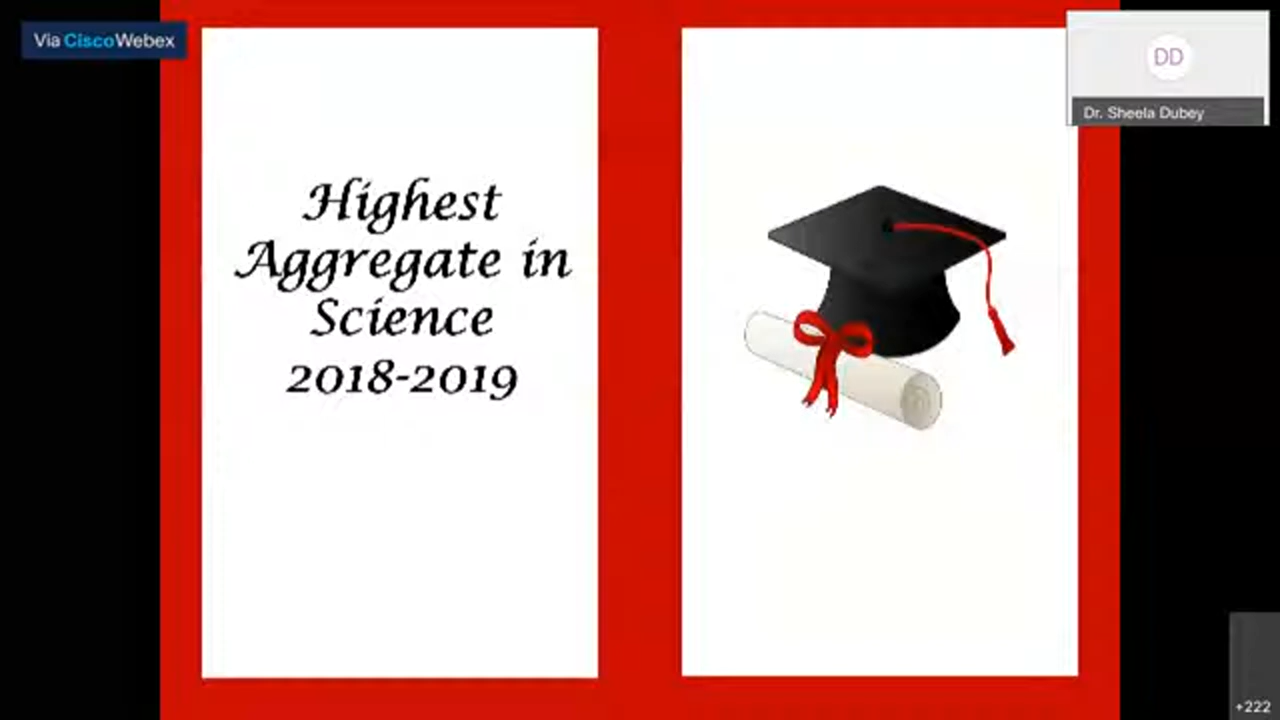 Via CiscoWebex
DD
Dr. Sheela Dubey
Highest
Aggregate in
Science
2018-2019
+222